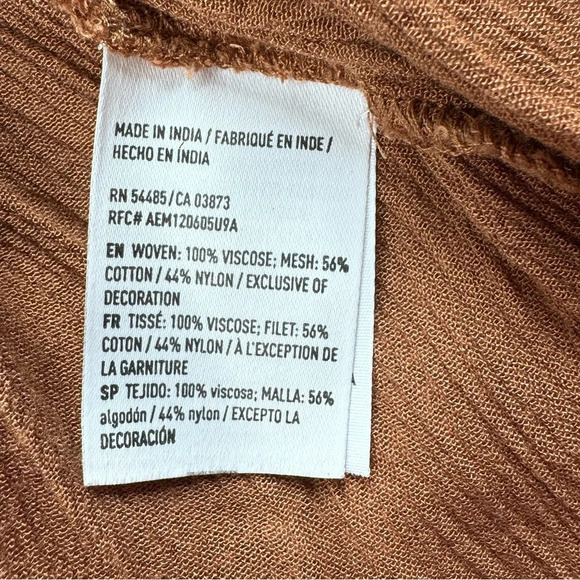 MADE IN INDIA / FABRIQUÉ EN INDE /
HECHO EN ÍNDIA
RN 54485/CA 03873
RFC# AEM120605U9A
EN WOVEN: 100% VISCOSE; MESH: 56%
COTTON / 44% NYLON / EXCLUSIVE OF
DECORATION
FR TISSÉ: 100% VISCOSE; FILET: 56%
COTON / 44% NYLON / À L'EXCEPTION DE
LA GARNITURE
SP TEJIDO: 100% viscosa; MALLA: 56%
algodón / 44% nylon / EXCEPTO LA
DECORACIÓN